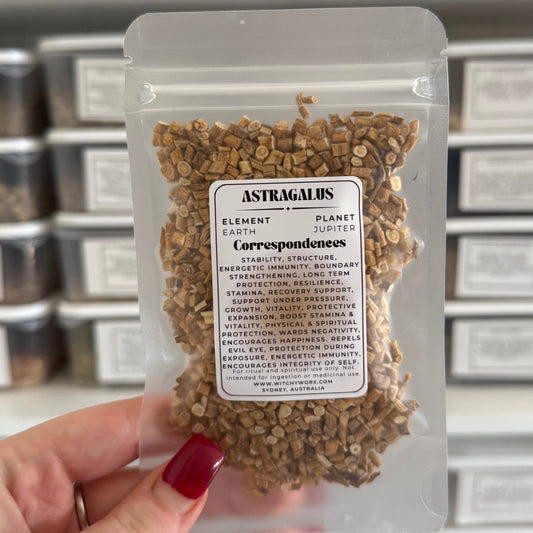 ASTRAGALUS
ELEMENT PLANET
EARTH JUPITER
Correspondences
STABILITY, STRUCTURE,
ENERGETIC IMMUNITY, BOUNDARY
STRENGTHENING, LONG TERM
PROTECTION, RESILIENCE,
STAMINA, RECOVERY SUPPORT,
SUPPORT UNDER PRESSURE,
GROWTH, VITALITY, PROTECTIVE
EXPANSION, BOOST STAMINA &
VITALITY, PHYSICAL & SPIRITUAL
PROTECTION, WARDS NEGATIVITY,
ENCOURAGES HAPPINESS. REPELS
EVIL EYE, PROTECTION DURING
EXPOSURE, ENERGETIC IMMUNITY,
ENCOURAGES INTEGRITY OF SELF.
For ritual and spiritual use only. Not
intended for ingestion or medicinal use.
WWW.WITCHYWORX.COM
SYDNEY, AUSTRALIA